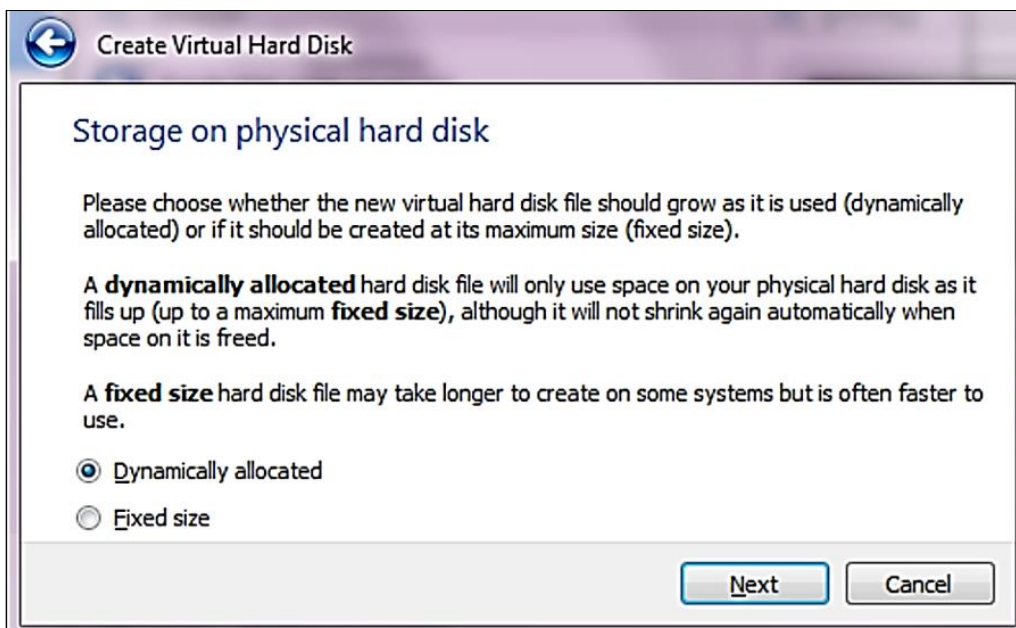 Create Virtual Hard Disk
Storage on physical hard disk
Please choose whether the new virtual hard disk file should grow as it is used (dynamically
allocated) or if it should be created at its maximum size (fixed size).
A dynamically allocated hard disk file will only use space on your physical hard disk as it
fills up (up to a maximum fixed size), although it will not shrink again automatically when
space on it is freed.
A fixed size hard disk file may take longer to create on some systems but is often faster to
use.
Dynamically allocated
Fixed size
Next
Cancel